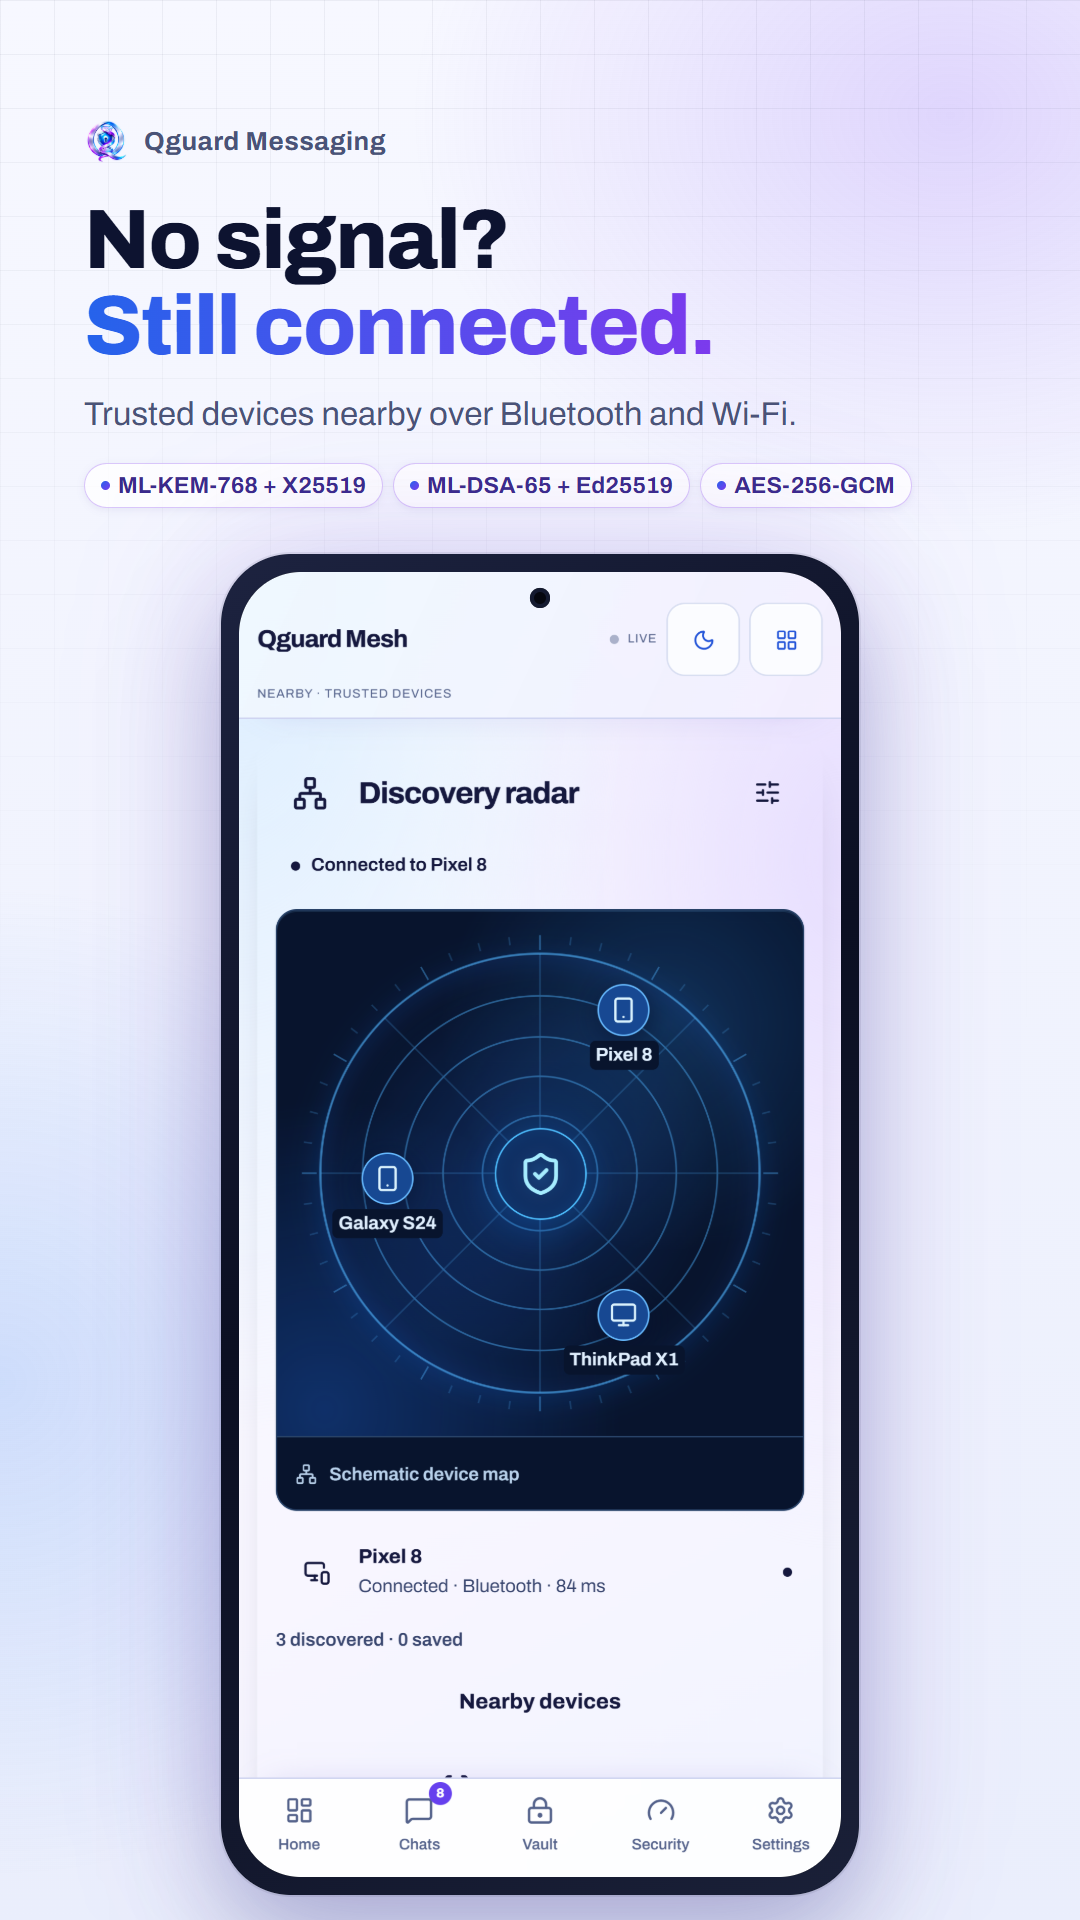 Qguard Messaging
No signal?
Still connected.
Trusted devices nearby over Bluetooth and Wi-Fi.
ML-KEM-768 + X25519
ML-DSA-65 + Ed25519
AES-256-GCM
Qguard Mesh
LIVE
NEARBY · TRUSTED DEVICES
Discovery radar
Connected to Pixel 8
Pixel 8
Galaxy S24
ThinkPad X1
Schematic device map
Pixel 8
Connected · Bluetooth · 84 ms
3 discovered · 0 saved
Nearby devices
8
Home
Chats
Vault
Security
Settings